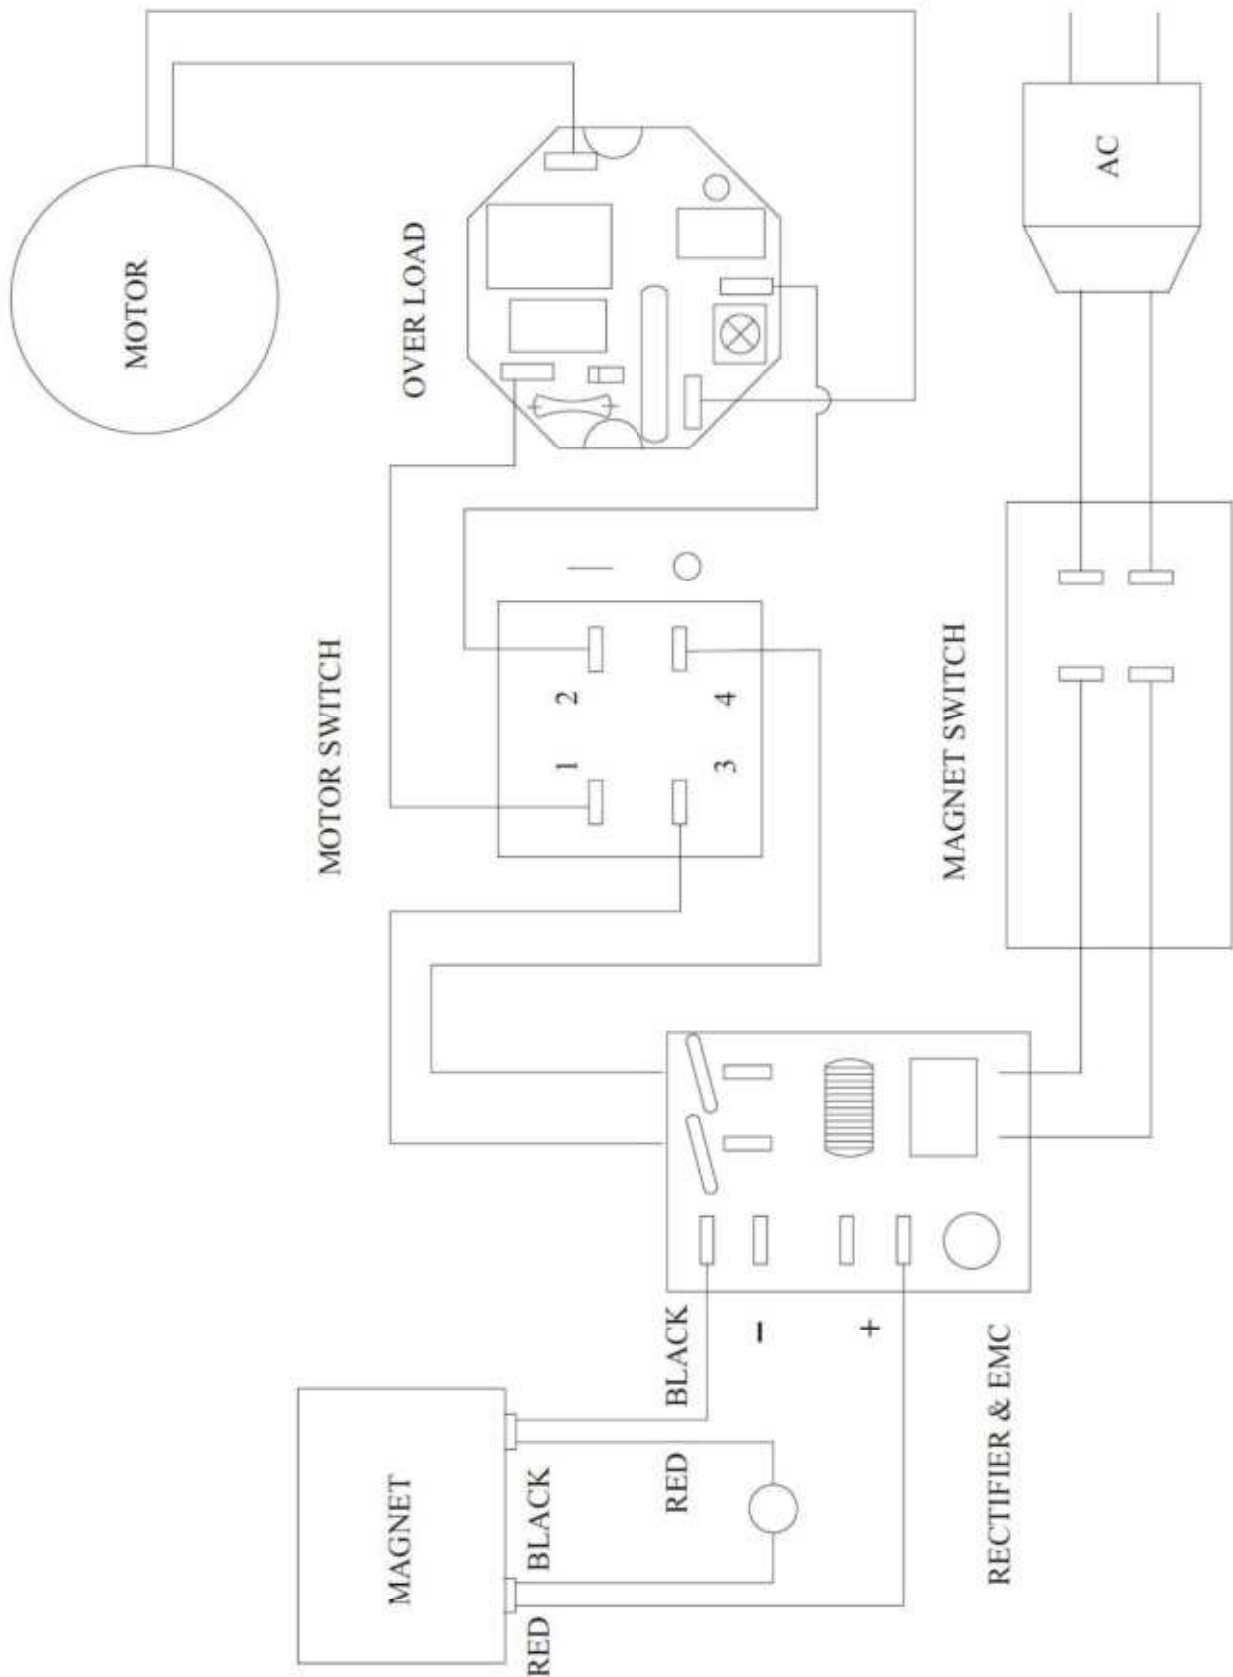 MOTOR
OVER LOAD
AC
MOTOR SWITCH
1
2
3
4
MAGNET SWITCH
MAGNET
RED
BLACK
RED
BLACK
–
+
RECTIFIER & EMC